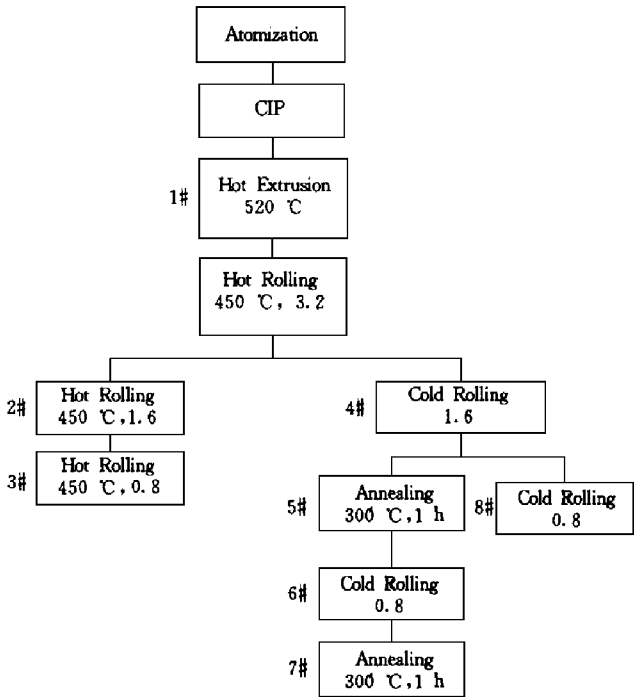 Atomization
CIP
1#
Hot Extrusion
520 ℃
Hot Rolling
450 ℃, 3.2
2#
Hot Rolling
450 ℃,1.6
3#
Hot Rolling
450 ℃,0.8
4#
Cold Rolling
1.6
5#
Annealing
300 ℃,1 h
8#
Cold Rolling
0.8
6#
Cold Rolling
0.8
7#
Annealing
300 ℃,1 h